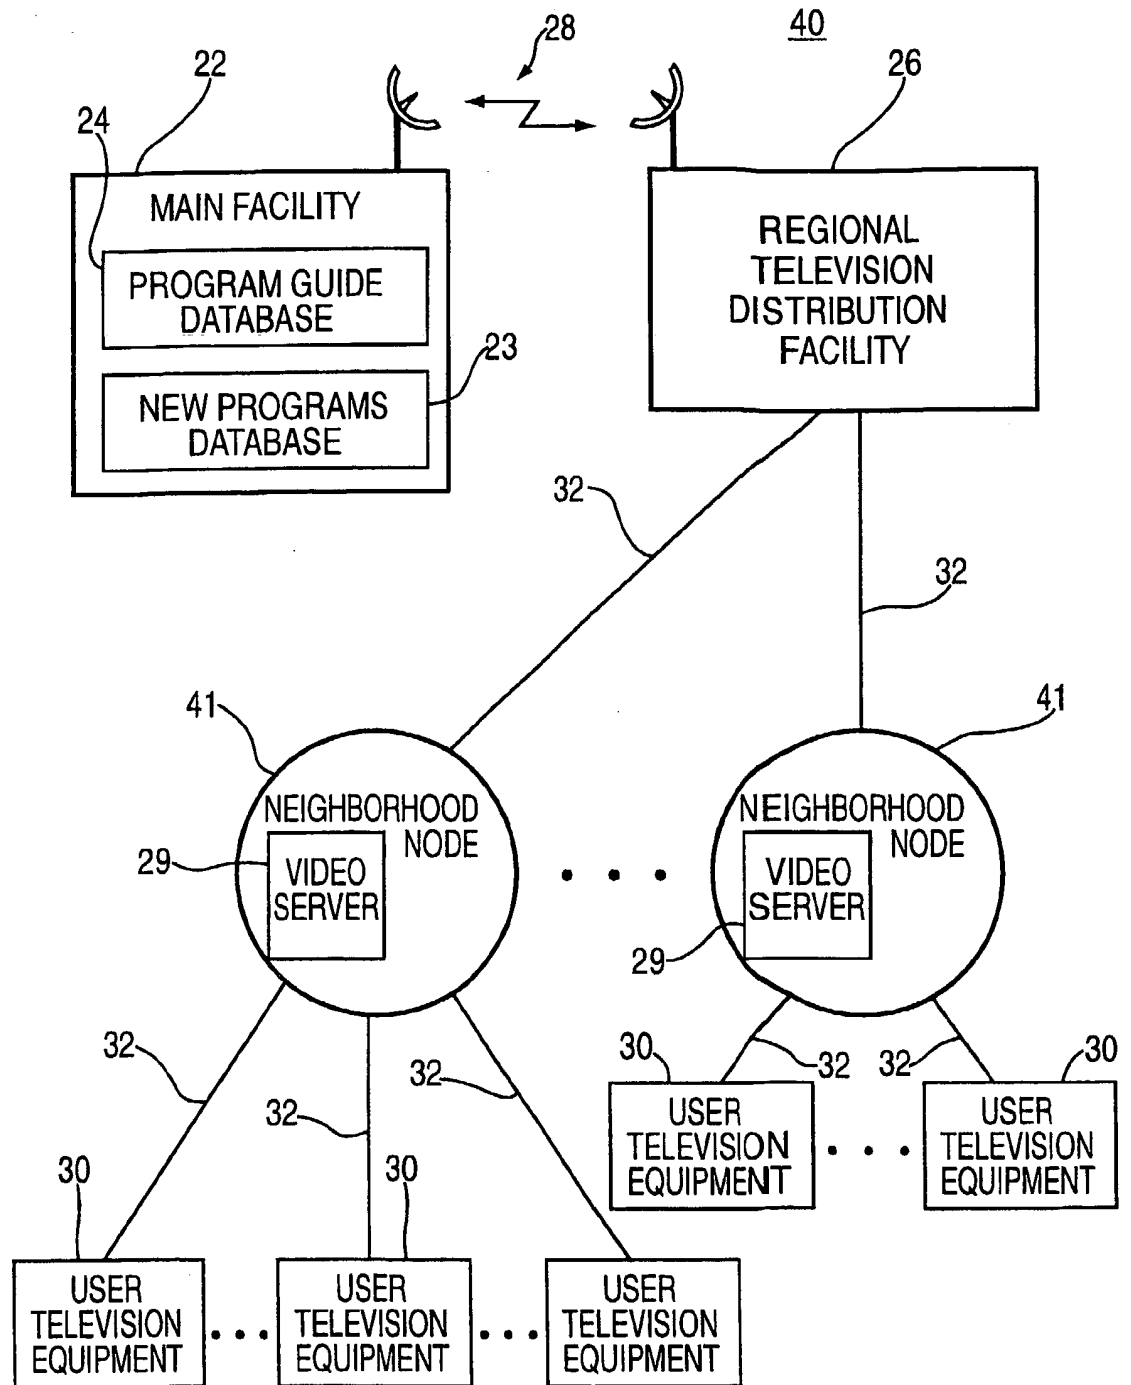 28
40
22
26
24
MAIN FACILITY
PROGRAM GUIDE
DATABASE
23
NEW PROGRAMS
DATABASE
REGIONAL
TELEVISION
DISTRIBUTION
FACILITY
32
32
41
41
NEIGHBORHOOD
NODE
29
VIDEO
SERVER
NEIGHBORHOOD
NODE
29
VIDEO
SERVER
32
32
32
30
32
32
30
USER
TELEVISION
EQUIPMENT
USER
TELEVISION
EQUIPMENT
30
30
USER
TELEVISION
EQUIPMENT
USER
TELEVISION
EQUIPMENT
USER
TELEVISION
EQUIPMENT